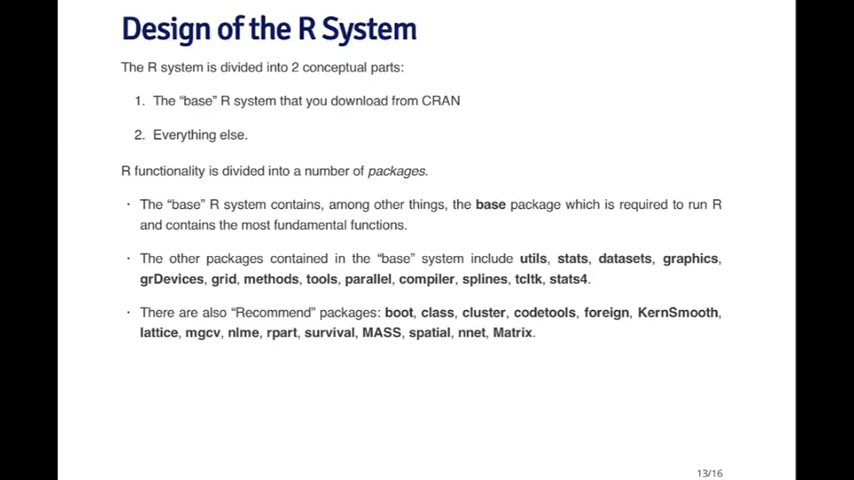 Design of the R System
The R system is divided into 2 conceptual parts:
1. The “base” R system that you download from CRAN
2. Everything else.
R functionality is divided into a number of packages.
· The “base” R system contains, among other things, the base package which is required to run R
and contains the most fundamental functions.
· The other packages contained in the “base” system include utils, stats, datasets, graphics,
grDevices, grid, methods, tools, parallel, compiler, splines, tcltk, stats4.
· There are also “Recommend” packages: boot, class, cluster, codetools, foreign, KernSmooth,
lattice, mgcv, nlme, rpart, survival, MASS, spatial, nnet, Matrix.
13/16